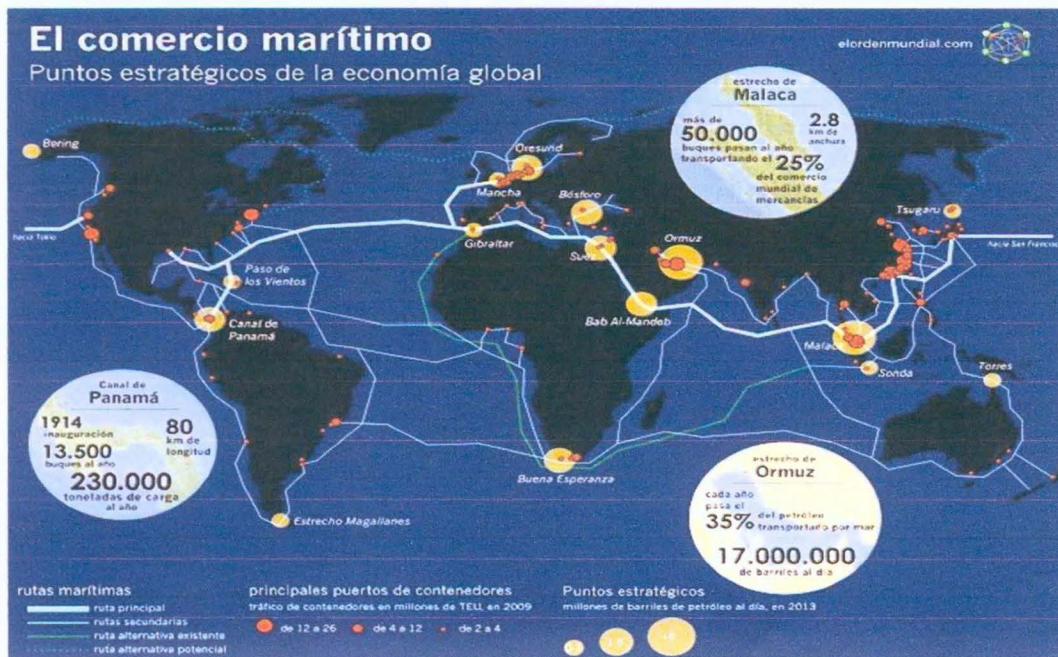 El comercio marítimo
Puntos estratégicos de la economía global
elordenmundial.com
estrecho de
Malaca
más de
50.000
buques pasan al año
transportando el
25%
del comercio
mundial de
mercancías
2.8
km de
anchura
Bering
Oresund
Mancha
Bósforo
Tsugaru
hacia Tokio
Gibraltar
Suez
Ormuz
hacia San Francisco
Paso de
los Vientos
Canal de
Panamá
Bab Al-Mandeb
Malaca
Sonda
Torres
Canal de
Panamá
1914
inauguración
13.500
buques al año
80
km de
longitud
230.000
toneladas de carga
al año
Buena Esperanza
Estrecho Magallanes
estrecho de
Ormuz
cada año
pasa el
35% del petróleo
transportado por mar
17.000.000
de barriles al día
rutas marítimas
ruta principal
rutas secundarias
ruta alternativa existente
ruta alternativa potencial
principales puertos de contenedores
tráfico de contenedores en millones de TEU, en 2009
de 12 a 26
de 4 a 12
de 2 a 4
Puntos estratégicos
millones de barriles de petróleo al día, en 2013